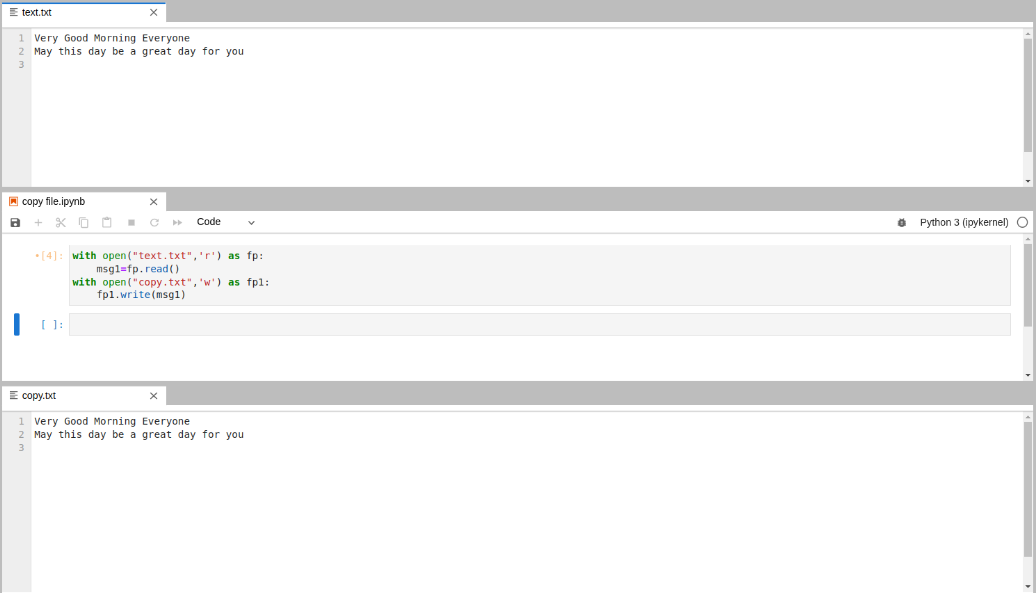 text.txt
1 Very Good Morning Everyone
2 May this day be a great day for you
3
copy file.ipynb
Code
Python 3 (ipykernel)
•[4]:
with open("text.txt",'r') as fp:
    msg1=fp.read()
with open("copy.txt",'w') as fp1:
    fp1.write(msg1)
[ ]:
copy.txt
1 Very Good Morning Everyone
2 May this day be a great day for you
3